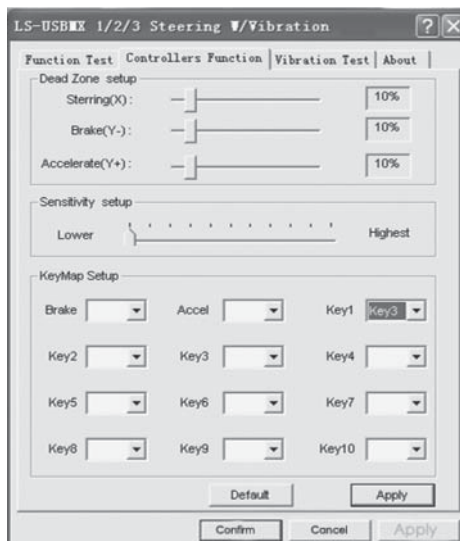 LS-USBMX 1/2/3 Steering W/Vibration
Function Test Controllers Function Vibration Test About
Dead Zone setup
Sterring(X): 10%
Brake(Y-): 10%
Accelerate(Y+): 10%
Sensitivity setup
Lower Highest
KeyMap Setup
Brake Accel Key1 Key3
Key2 Key3 Key4
Key5 Key6 Key7
Key8 Key9 Key10
Default Apply
Confirm Cancel Apply